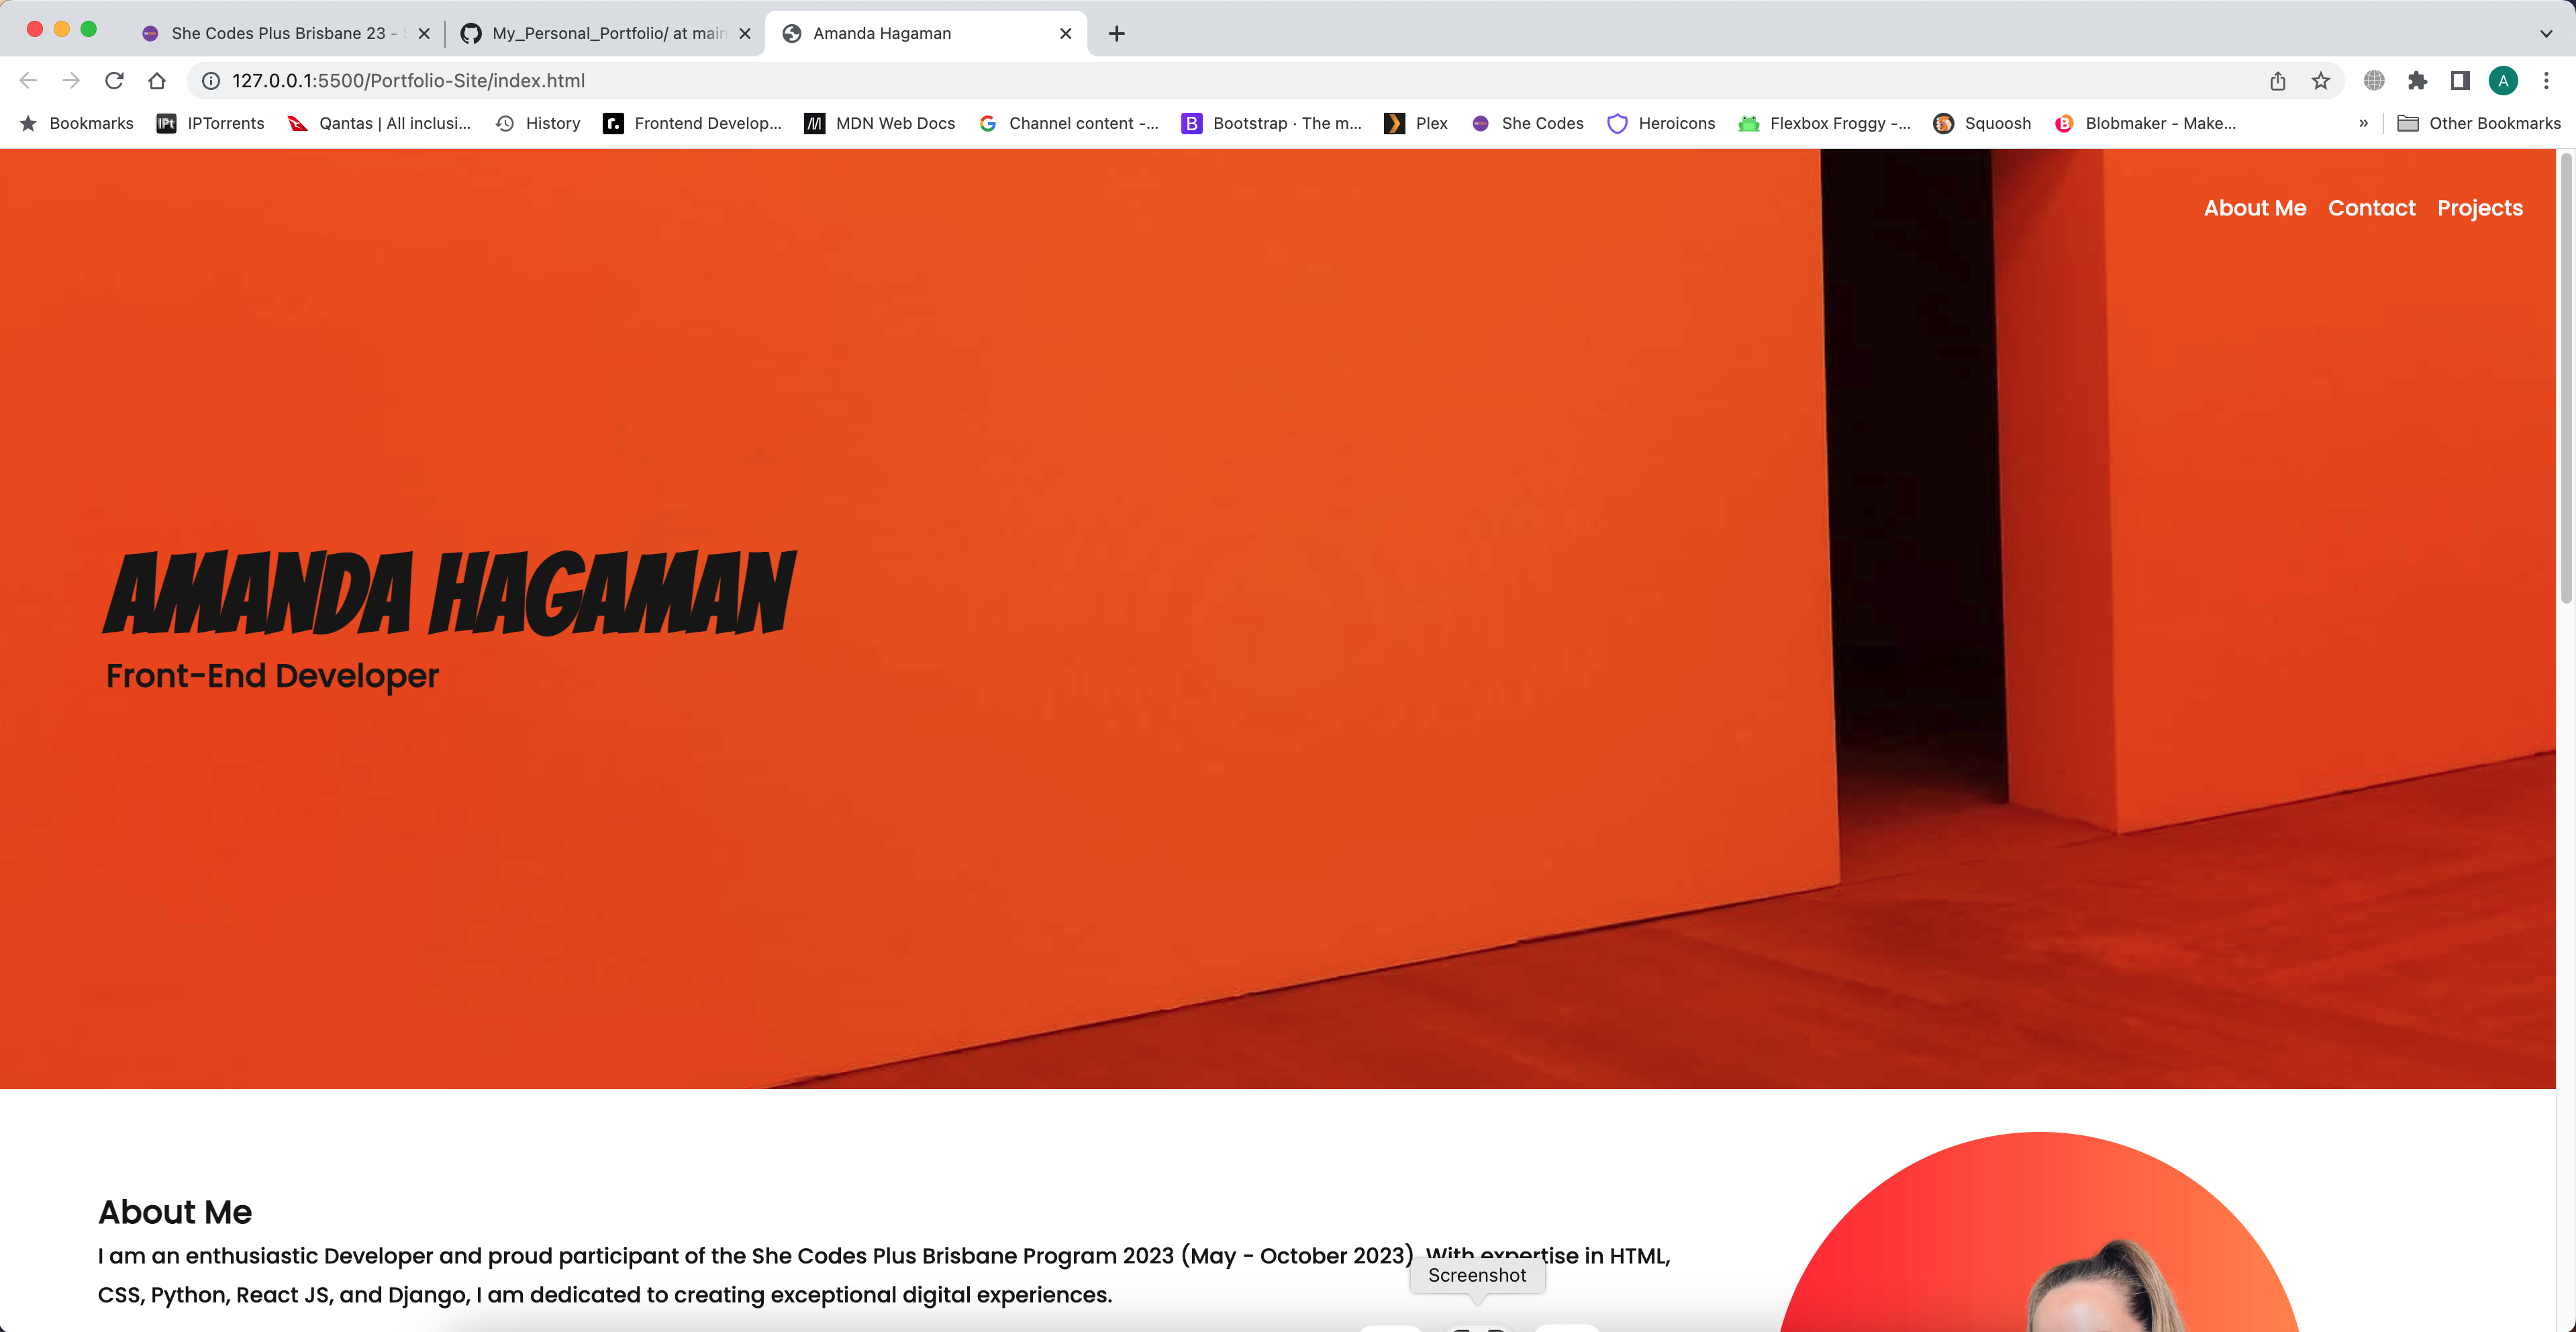 She Codes Plus Brisbane 23 -
My_Personal_Portfolio/ at main
Amanda Hagaman
127.0.0.1:5500/Portfolio-Site/index.html
A
Bookmarks
IPTorrents
Qantas | All inclusi...
History
Frontend Develop...
MDN Web Docs
Channel content -...
Bootstrap · The m...
Plex
She Codes
Heroicons
Flexbox Froggy -...
Squoosh
Blobmaker - Make...
»
Other Bookmarks
About Me Contact Projects
AMANDA HAGAMAN
Front-End Developer
About Me
I am an enthusiastic Developer and proud participant of the She Codes Plus Brisbane Program 2023 (May - October 2023). With expertise in HTML,
CSS, Python, React JS, and Django, I am dedicated to creating exceptional digital experiences.
Screenshot